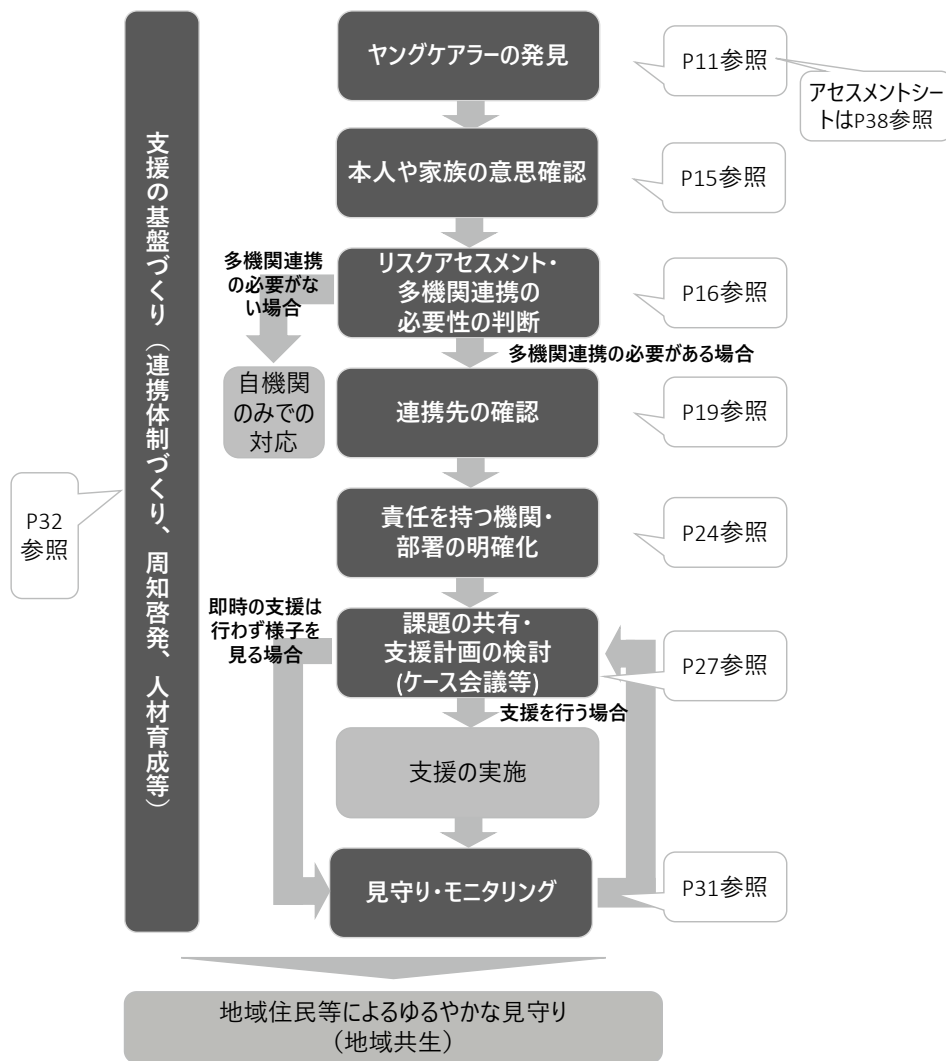 ヤングケアラーの発見
P11参照
アセスメントシー
トはP38参照
本人や家族の意思確認
P15参照
支援の基盤づくり（連携体制づくり、周知啓発、人材育成等）
P32
参照
多機関連携
の必要がな
い場合
リスクアセスメント・
多機関連携の
必要性の判断
P16参照
多機関連携の必要がある場合
自機関
のみでの
対応
連携先の確認
P19参照
責任を持つ機関・
部署の明確化
P24参照
即時の支援は
行わず様子を
見る場合
課題の共有・
支援計画の検討
(ケース会議等)
P27参照
支援を行う場合
支援の実施
見守り・モニタリング
P31参照
地域住民等によるゆるやかな見守り
（地域共生）